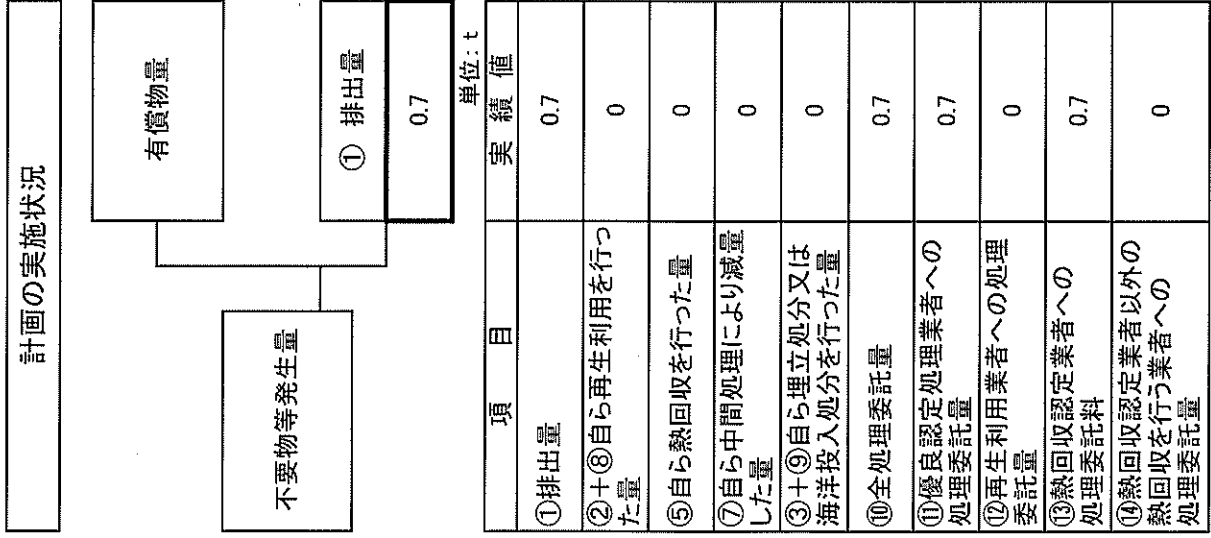 計画の実施状況
有償物量
不要物等発生量
① 排出量
0.7
単位:t
項 目 実 績 値
①排出量 0.7
②+⑧自ら再生利用を行っ
た量 0
⑤自ら熱回収を行った量 0
⑦自ら中間処理により減量
した量 0
③+⑨自ら埋立処分又は
海洋投入処分を行った量 0
⑩全処理委託量 0.7
⑪優良認定処理業者への
処理委託量 0.7
⑫再生利用業者への処理
委託量 0
⑬熱回収認定業者への
処理委託料 0.7
⑭熱回収認定業者以外の
熱回収を行う業者への
処理委託量 0